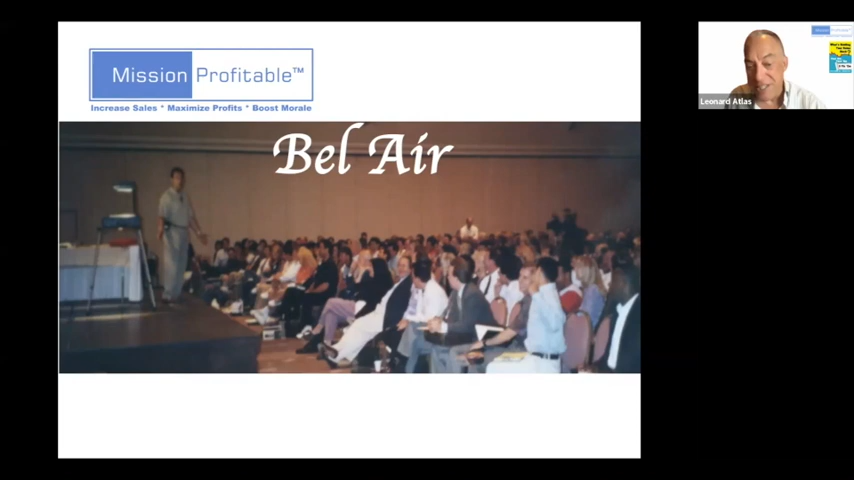 Mission Profitable™
Increase Sales * Maximize Profits * Boost Morale
Bel Air
Leonard Atlas